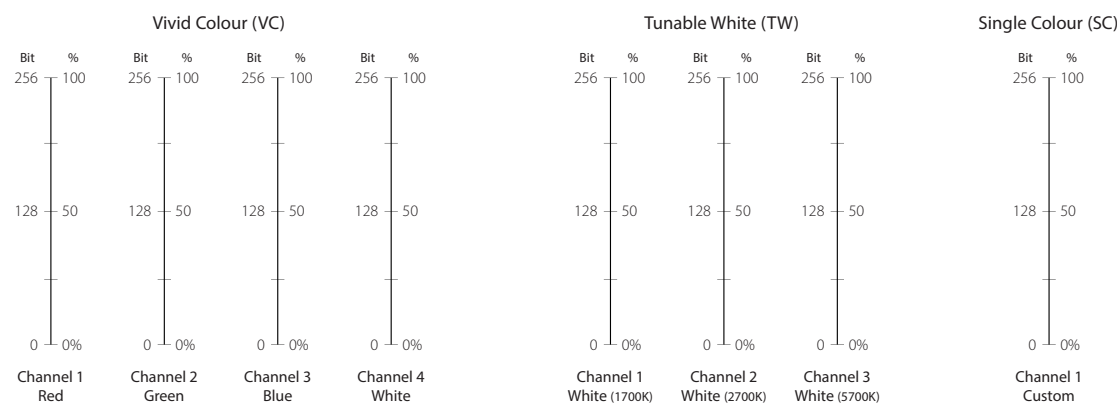 Vivid Colour (VC) Tunable White (TW) Single Colour (SC)
Bit % Bit % Bit % Bit % Bit % Bit % Bit % Bit %
256 100 256 100 256 100 256 100 256 100 256 100 256 100 256 100
128 50 128 50 128 50 128 50 128 50 128 50 128 50 128 50
0 0% 0 0% 0 0% 0 0% 0 0% 0 0% 0 0% 0 0%
Channel 1 Channel 2 Channel 3 Channel 4 Channel 1 Channel 2 Channel 3 Channel 1
Red Green Blue White White (1700K) White (2700K) White (5700K) Custom